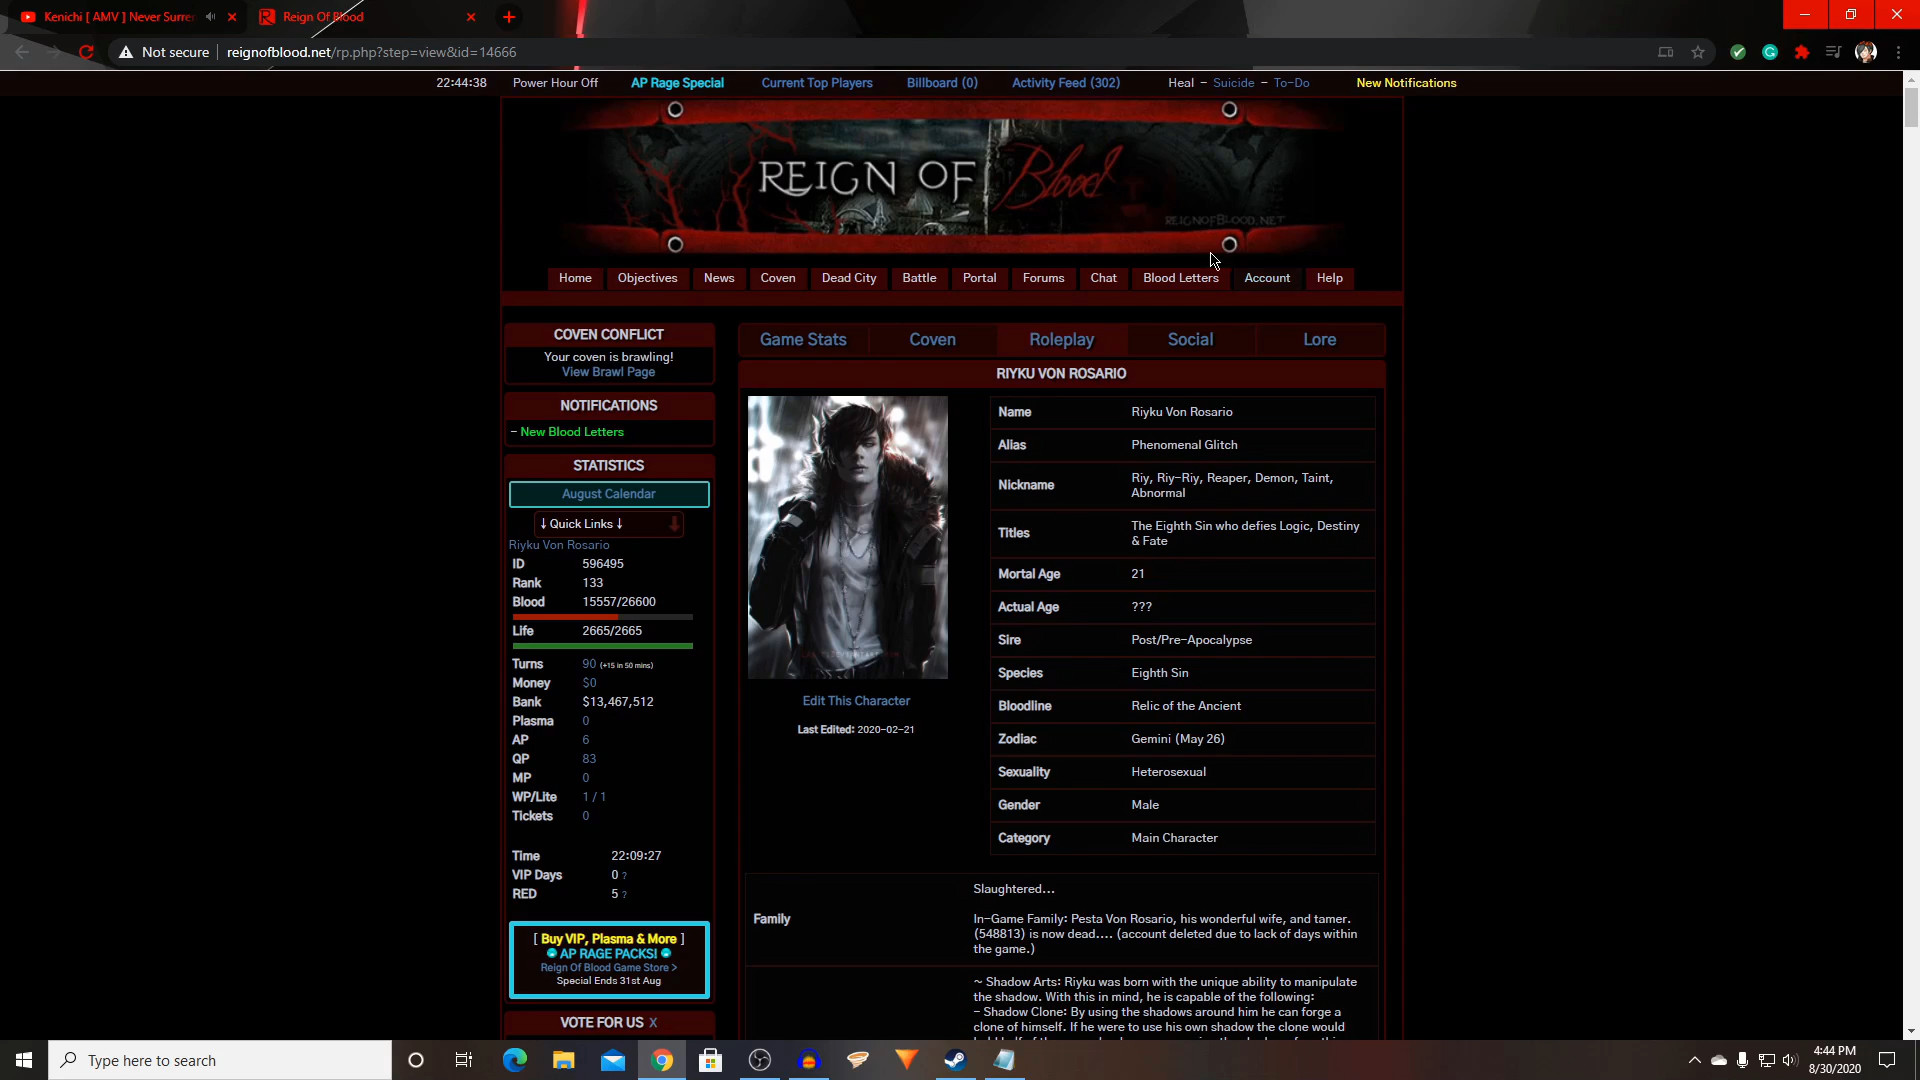 Kenichi [ AMV ] Never Surre
Reign Of Blood
Not secure reignofblood.net/rp.php?step=view&id=14666
22:44:38 Power Hour Off AP Rage Special Current Top Players Billboard (0) Activity Feed (302) Heal - Suicide - To-Do New Notifications
REIGN OF Blood
REIGNOFBLOOD.NET
Home Objectives News Coven Dead City Battle Portal Forums Chat Blood Letters Account Help
COVEN CONFLICT
Your coven is brawling!
View Brawl Page
NOTIFICATIONS
- New Blood Letters
STATISTICS
August Calendar
↓ Quick Links ↓
Riyku Von Rosario
ID 596495
Rank 133
Blood 15557/26600
Life 2665/2665
Turns 90 (+15 in 50 mins)
Money $0
Bank $13,467,512
Plasma 0
AP 6
QP 83
MP 0
WP/Lite 1 / 1
Tickets 0
Time 22:09:27
VIP Days 0 ?
RED 5 ?
[ Buy VIP, Plasma & More ]
AP RAGE PACKS!
Reign Of Blood Game Store >
Special Ends 31st Aug
VOTE FOR US X
Game Stats Coven Roleplay Social Lore
RIYKU VON ROSARIO
Edit This Character
Last Edited: 2020-02-21
Name Riyku Von Rosario
Alias Phenomenal Glitch
Nickname Riy, Riy-Riy, Reaper, Demon, Taint,
Abnormal
Titles The Eighth Sin who defies Logic, Destiny
& Fate
Mortal Age 21
Actual Age ???
Sire Post/Pre-Apocalypse
Species Eighth Sin
Bloodline Relic of the Ancient
Zodiac Gemini (May 26)
Sexuality Heterosexual
Gender Male
Category Main Character
Family
Slaughtered...
In-Game Family: Pesta Von Rosario, his wonderful wife, and tamer.
(548813) is now dead.... (account deleted due to lack of days within
the game.)
~ Shadow Arts: Riyku was born with the unique ability to manipulate
the shadow. With this in mind, he is capable of the following:
- Shadow Clone: By using the shadows around him he can forge a
clone of himself. If he were to use his own shadow the clone would
Type here to search
4:44 PM
8/30/2020